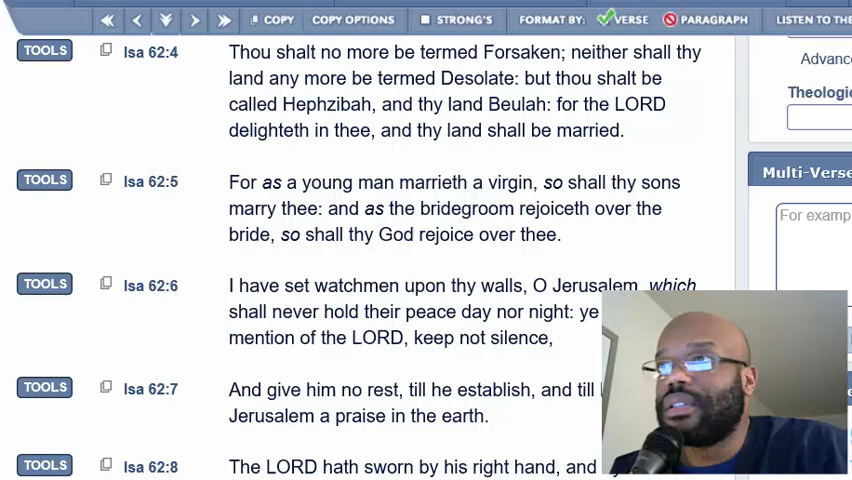 COPY COPY OPTIONS STRONG'S FORMAT BY: VERSE PARAGRAPH LISTEN TO THE
TOOLS Isa 62:4 Thou shalt no more be termed Forsaken; neither shall thy
land any more be termed Desolate: but thou shalt be
called Hephzibah, and thy land Beulah: for the LORD
delighteth in thee, and thy land shall be married.
TOOLS Isa 62:5 For as a young man marrieth a virgin, so shall thy sons
marry thee: and as the bridegroom rejoiceth over the
bride, so shall thy God rejoice over thee.
TOOLS Isa 62:6 I have set watchmen upon thy walls, O Jerusalem, which
shall never hold their peace day nor night: ye
mention of the LORD, keep not silence,
TOOLS Isa 62:7 And give him no rest, till he establish, and till
Jerusalem a praise in the earth.
TOOLS Isa 62:8 The LORD hath sworn by his right hand, and
Advanc
Theologic
Multi-Verse
For examp